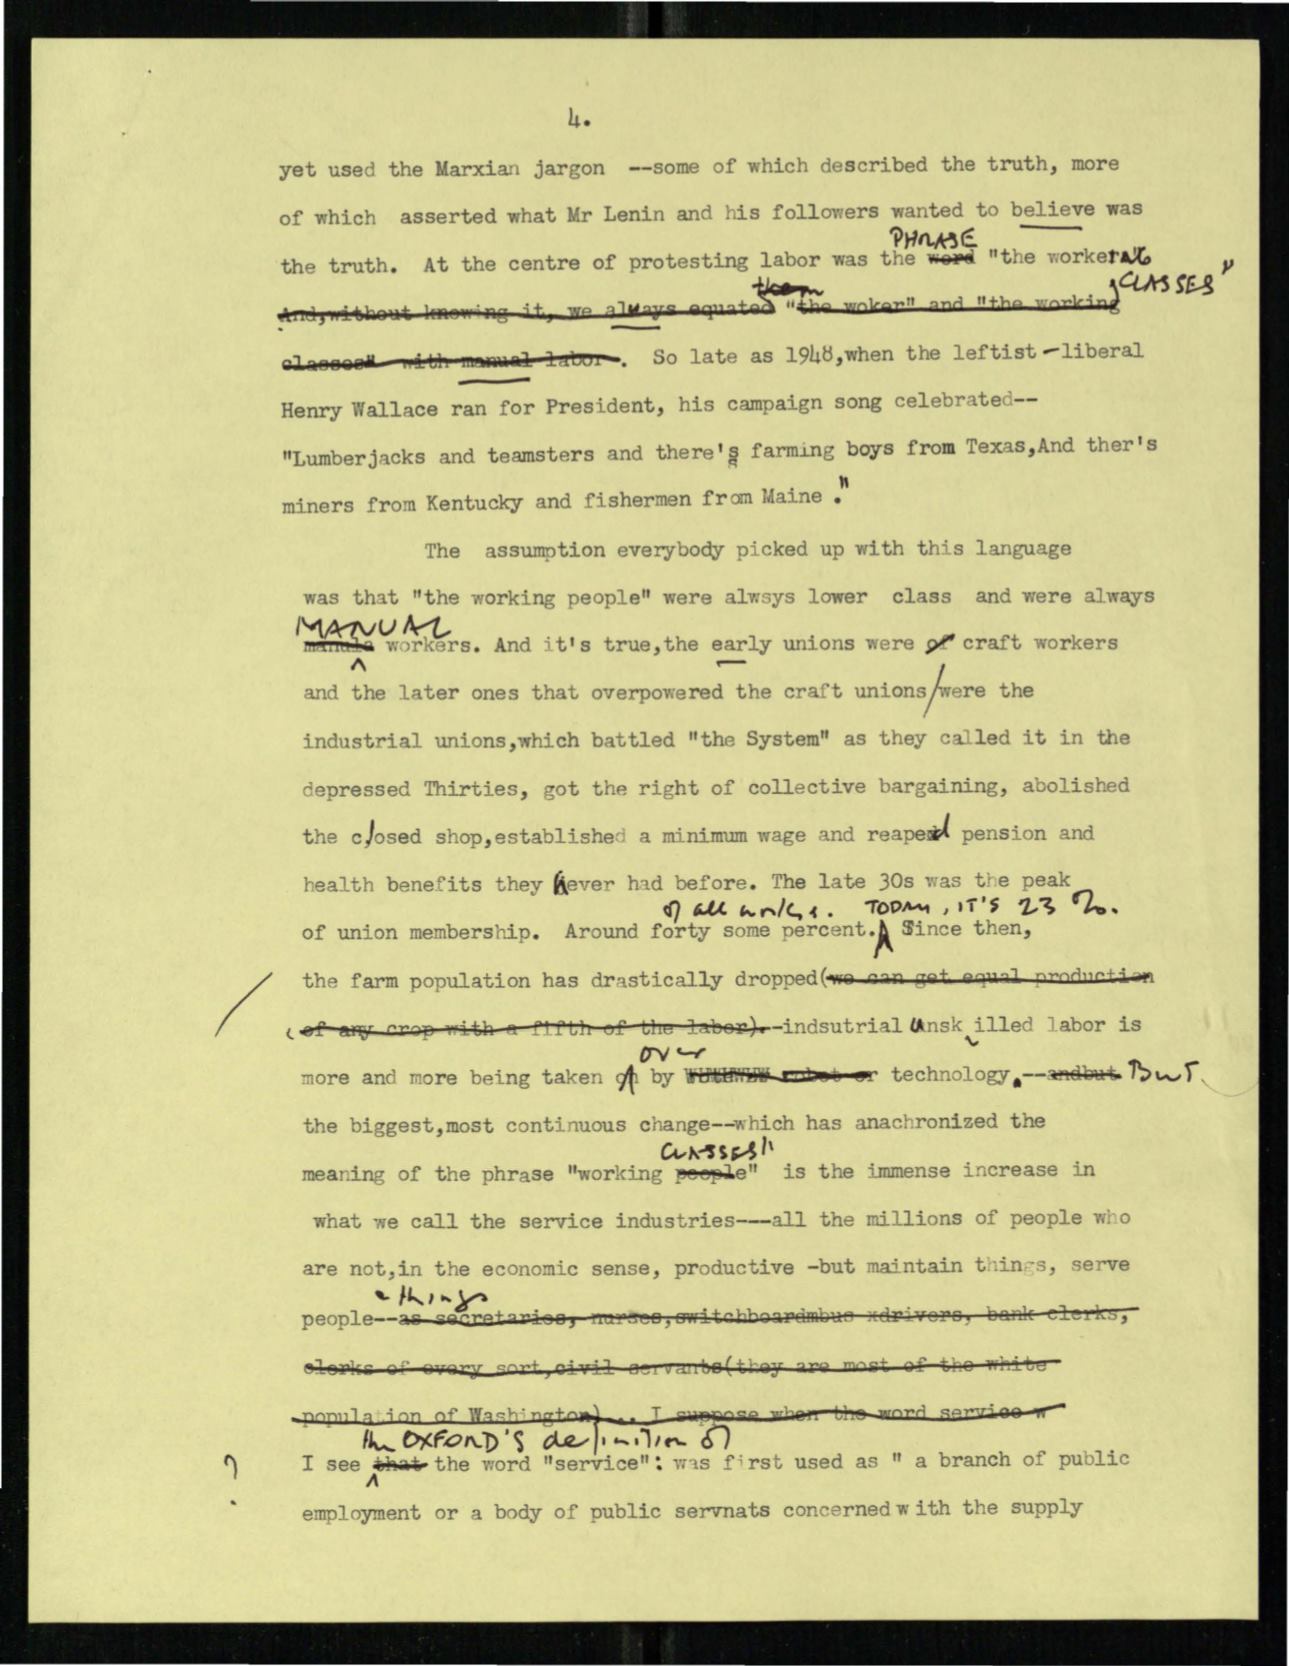 4.
yet used the Marxian jargon --some of which described the truth, more
of which asserted what Mr Lenin and his followers wanted to believe was
PHRASE
the truth. At the centre of protesting labor was the word "the worker
them CLASSES"
And,without knowing it, we always equated "the woker" and "the working
classes" with manual labor. So late as 1948,when the leftist-liberal
Henry Wallace ran for President, his campaign song celebrated--
"Lumberjacks and teamsters and there's farming boys from Texas,And ther's
miners from Kentucky and fishermen from Maine ."
The assumption everybody picked up with this language
was that "the working people" were alwsys lower class and were always
MANUAL
manula workers. And it's true,the early unions were of craft workers
and the later ones that overpowered the craft unions/were the
industrial unions,which battled "the System" as they called it in the
depressed Thirties, got the right of collective bargaining, abolished
the closed shop,established a minimum wage and reaped pension and
health benefits they never had before. The late 30s was the peak
of all workers. TODAY, IT'S 23 %.
of union membership. Around forty some percent. Since then,
the farm population has drastically dropped(we can get equal production
of any crop with a fifth of the labor).-indsutrial unsk illed labor is
over
more and more being taken on by robot or technology.--andbut BuT
the biggest,most continuous change--which has anachronized the
CLASSES"
meaning of the phrase "working people" is the immense increase in
what we call the service industries---all the millions of people who
are not,in the economic sense, productive -but maintain things, serve
things
people--as secretaries, nurses,switchboardmbus xdrivers, bank clerks,
clerks of every sort,civil servants(they are most of the white
population of Washington)... I suppose when the word service w
the OXFORD'S definition of
I see that the word "service": was first used as " a branch of public
?
employment or a body of public servnats concerned with the supply